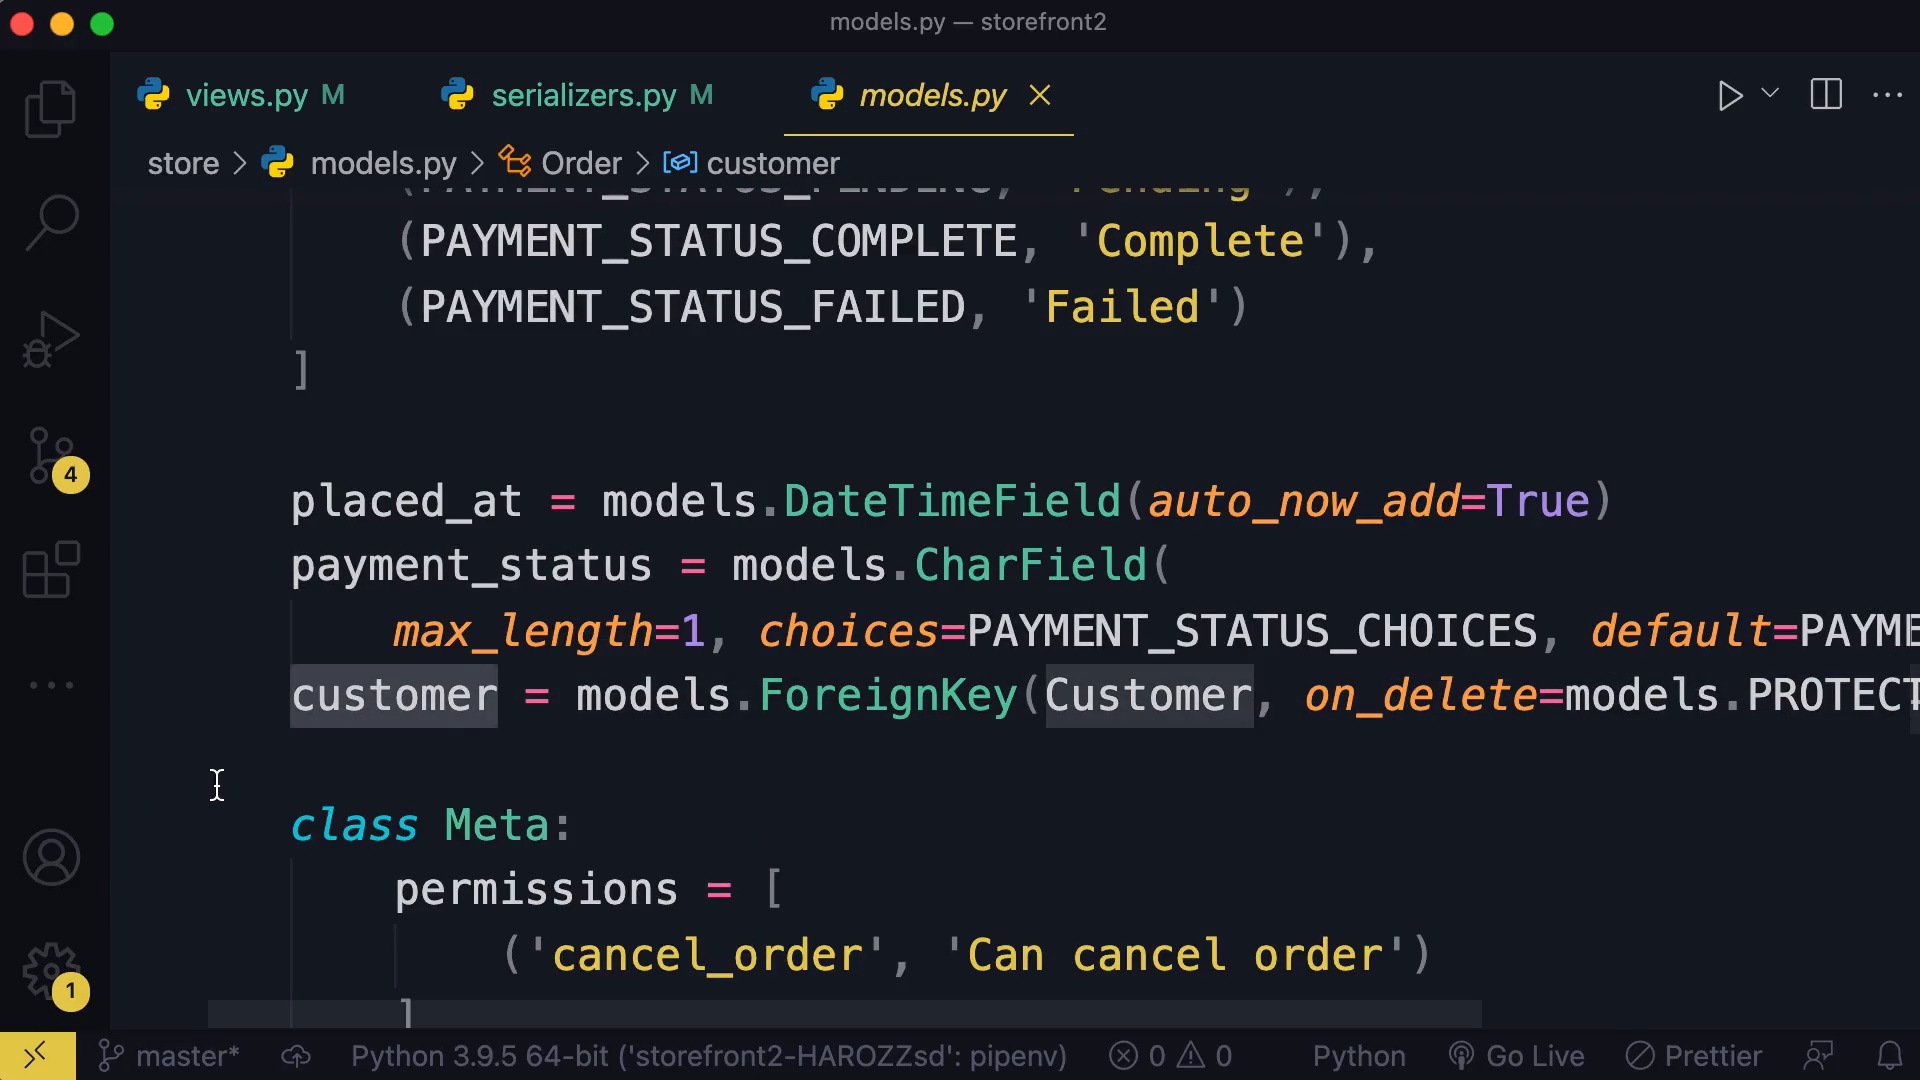 models.py — storefront2
views.py M serializers.py M models.py
store > models.py > Order > customer
(PAYMENT_STATUS_PENDING, 'Pending'),
(PAYMENT_STATUS_COMPLETE, 'Complete'),
(PAYMENT_STATUS_FAILED, 'Failed')
]
placed_at = models.DateTimeField(auto_now_add=True)
payment_status = models.CharField(
max_length=1, choices=PAYMENT_STATUS_CHOICES, default=PAYME
customer = models.ForeignKey(Customer, on_delete=models.PROTECT
class Meta:
permissions = [
('cancel_order', 'Can cancel order')
]
4
1
master* Python 3.9.5 64-bit ('storefront2-HAROZZsd': pipenv) 0 0 Python Go Live Prettier